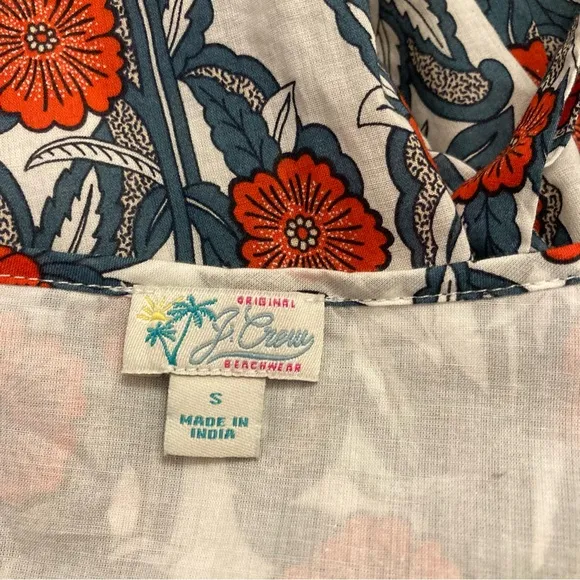 ORIGINAL
J. Crew
BEACHWEAR
S
MADE IN
INDIA